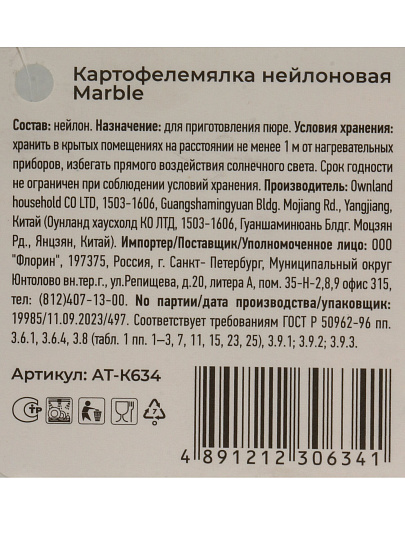 Картофелемялка нейлоновая
Marble
Состав: нейлон. Назначение: для приготовления пюре. Условия хранения:
хранить в крытых помещениях на расстоянии не менее 1 м от нагревательных
приборов, избегать прямого воздействия солнечного света. Срок годности
не ограничен при соблюдении условий хранения. Производитель: Ownland
household CO LTD, 1503-1606, Guangshamingyuan Bldg. Mojiang Rd., Yangjiang,
Китай (Оунланд хаусхолд КО ЛТД, 1503-1606, Гуаншаминюань Блдг. Моцзян
Рд., Янцзян, Китай). Импортер/Поставщик/Уполномоченное лицо: ООО
"Флорин", 197375, Россия, г. Санкт- Петербург, Муниципальный округ
Юнтолово вн.тер.г., ул.Репищева, д.20, литера А, пом. 35-Н-2,8,9 офис 315,
тел: (812)407-13-00. No партии/дата производства/упаковщик:
19985/11.09.2023/497. Соответствует требованиям ГОСТ Р 50962-96 пп.
3.6.1, 3.6.4, 3.8 (табл. 1 пп. 1-3, 7, 11, 15, 23, 25), 3.9.1; 3.9.2; 3.9.3.
Артикул: AT-K634
СТР
7
4 891212 306341